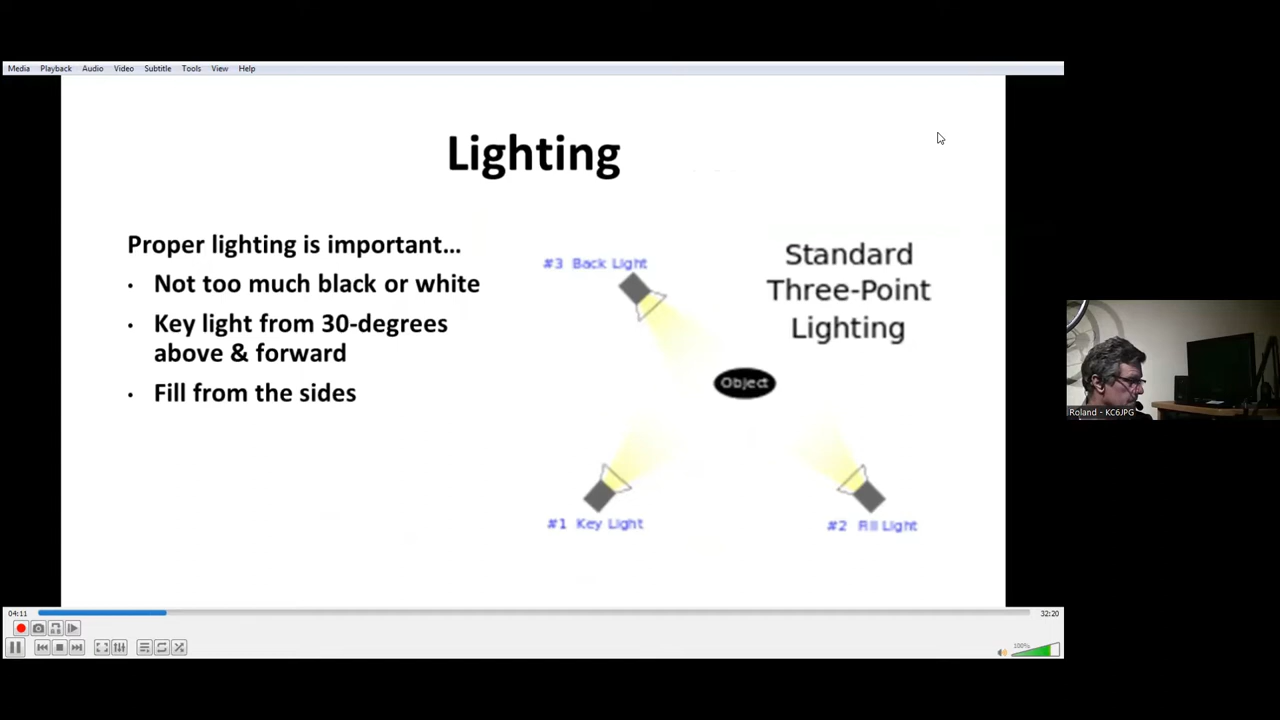 Media Playback Audio Video Subtitle Tools View Help
Lighting
Proper lighting is important...
• Not too much black or white
• Key light from 30-degrees
above & forward
• Fill from the sides
#3 Back Light
Standard
Three-Point
Lighting
Object
#1 Key Light
#2 Fill Light
Roland - KC6JPG
04:11
32:20
100%